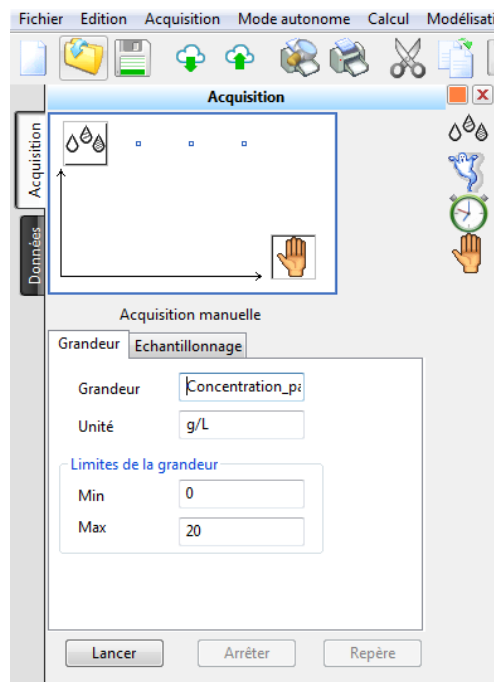 Fichier Edition Acquisition Mode autonome Calcul Modélisati
Acquisition
Acquisition
Données
Acquisition manuelle
Grandeur Echantillonnage
Grandeur Concentration_pa
Unité g/L
Limites de la grandeur
Min 0
Max 20
Lancer Arrêter Repère